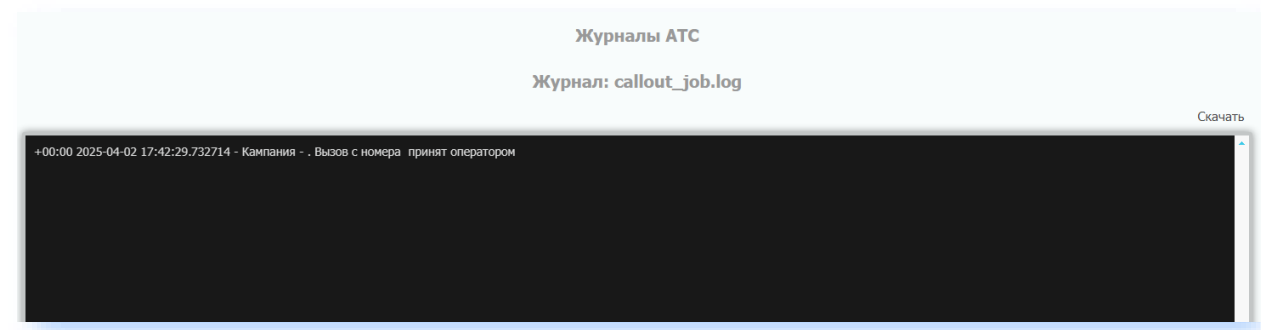 Журналы АТС
Журнал: callout_job.log
Скачать
+00:00 2025-04-02 17:42:29.732714 - Кампания - . Вызов с номера  принят оператором